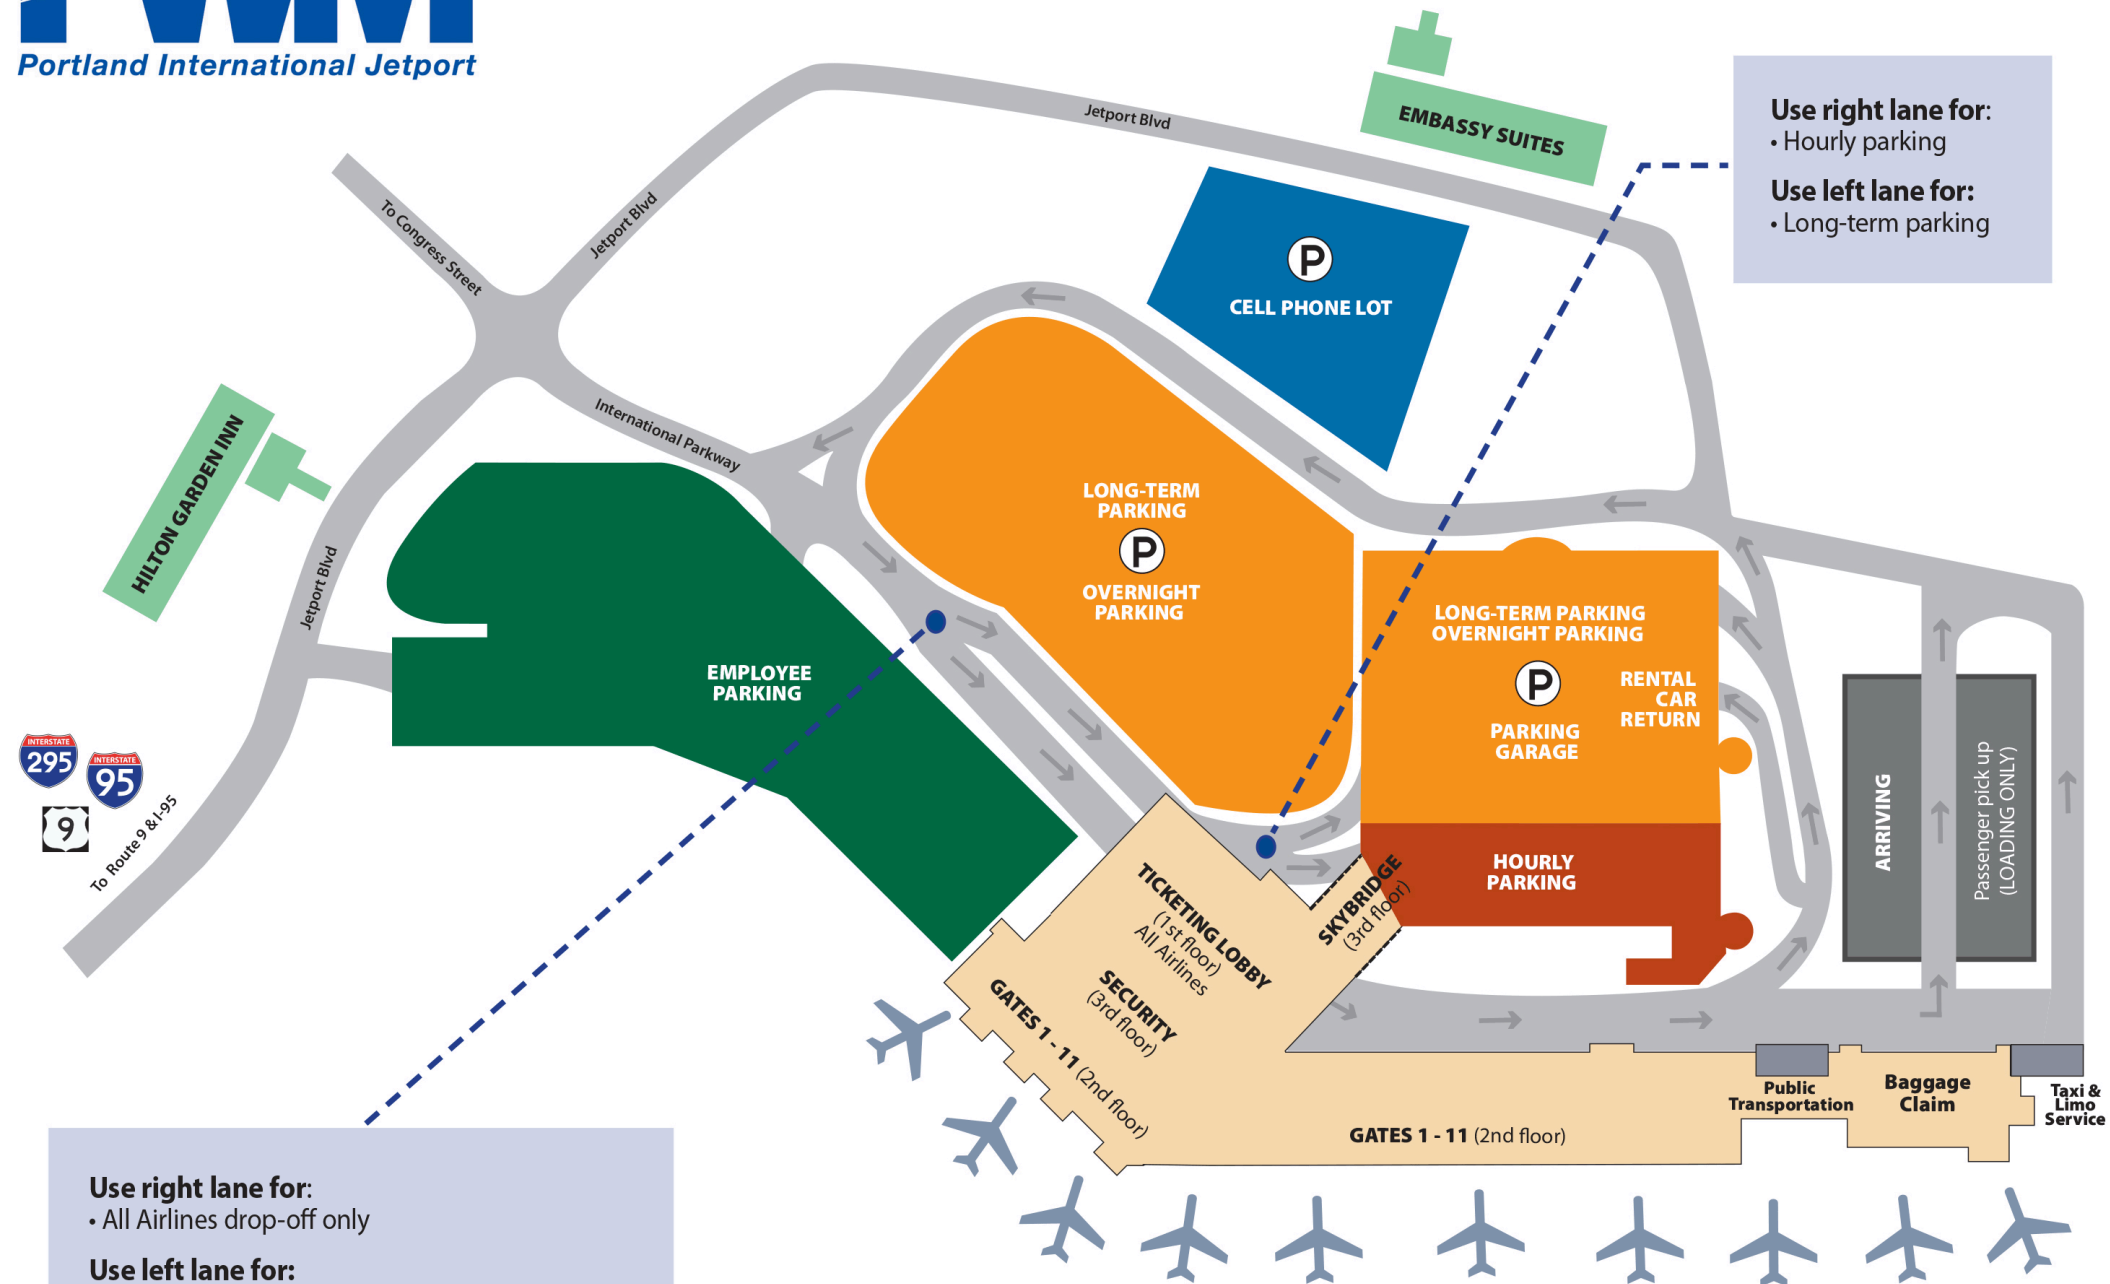 PWM
Portland International Jetport
Jetport Blvd
EMBASSY SUITES
Use right lane for:
• Hourly parking
Use left lane for:
• Long-term parking
To Congress Street
Jetport Blvd
P
CELL PHONE LOT
International Parkway
HILTON GARDEN INN
Jetport Blvd
LONG-TERM
PARKING
P
OVERNIGHT
PARKING
LONG-TERM PARKING
OVERNIGHT PARKING
P
PARKING
GARAGE
RENTAL
CAR
RETURN
EMPLOYEE
PARKING
INTERSTATE
295
INTERSTATE
95
9
To Route 9 & I-95
HOURLY
PARKING
ARRIVING
Passenger pick up
(LOADING ONLY)
SKYBRIDGE
(3rd floor)
TICKETING LOBBY
(1st floor)
All Airlines
SECURITY
(3rd floor)
GATES 1 - 11 (2nd floor)
GATES 1 - 11 (2nd floor)
Public
Transportation
Baggage
Claim
Taxi &
Limo
Service
Use right lane for:
• All Airlines drop-off only
Use left lane for: